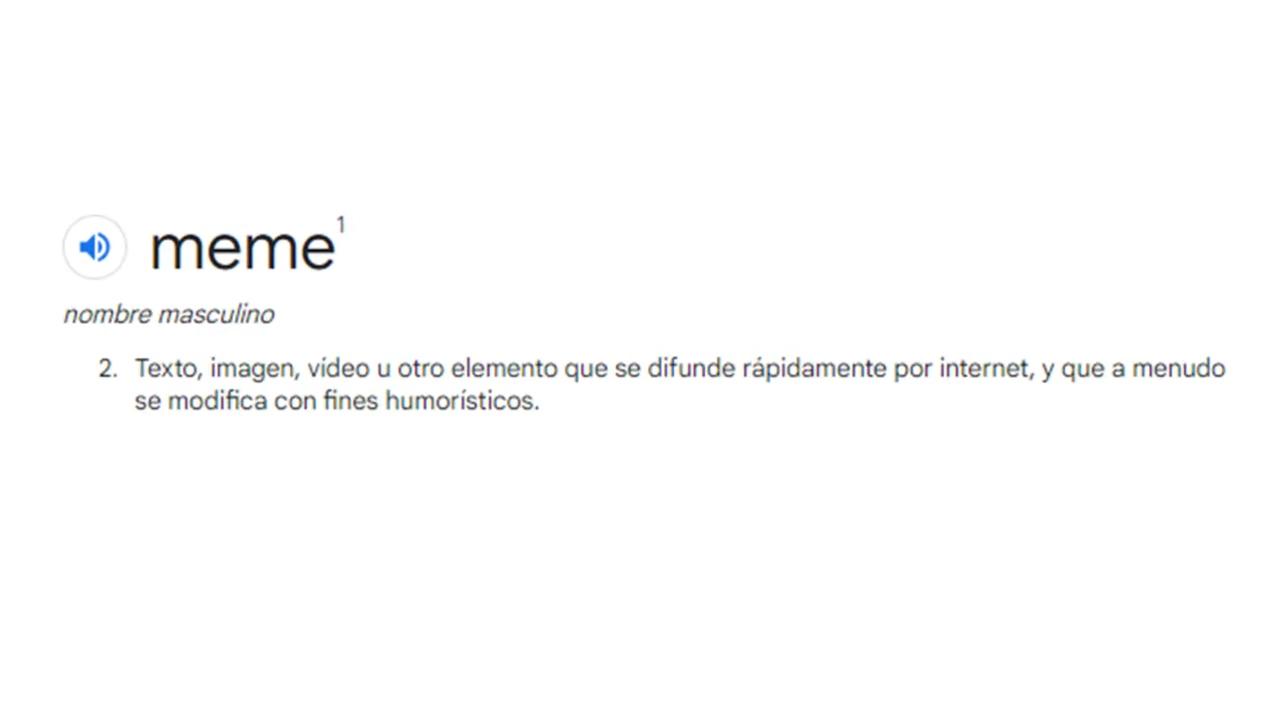 meme1
nombre masculino
2. Texto, imagen, vídeo u otro elemento que se difunde rápidamente por internet, y que a menudo
se modifica con fines humorísticos.